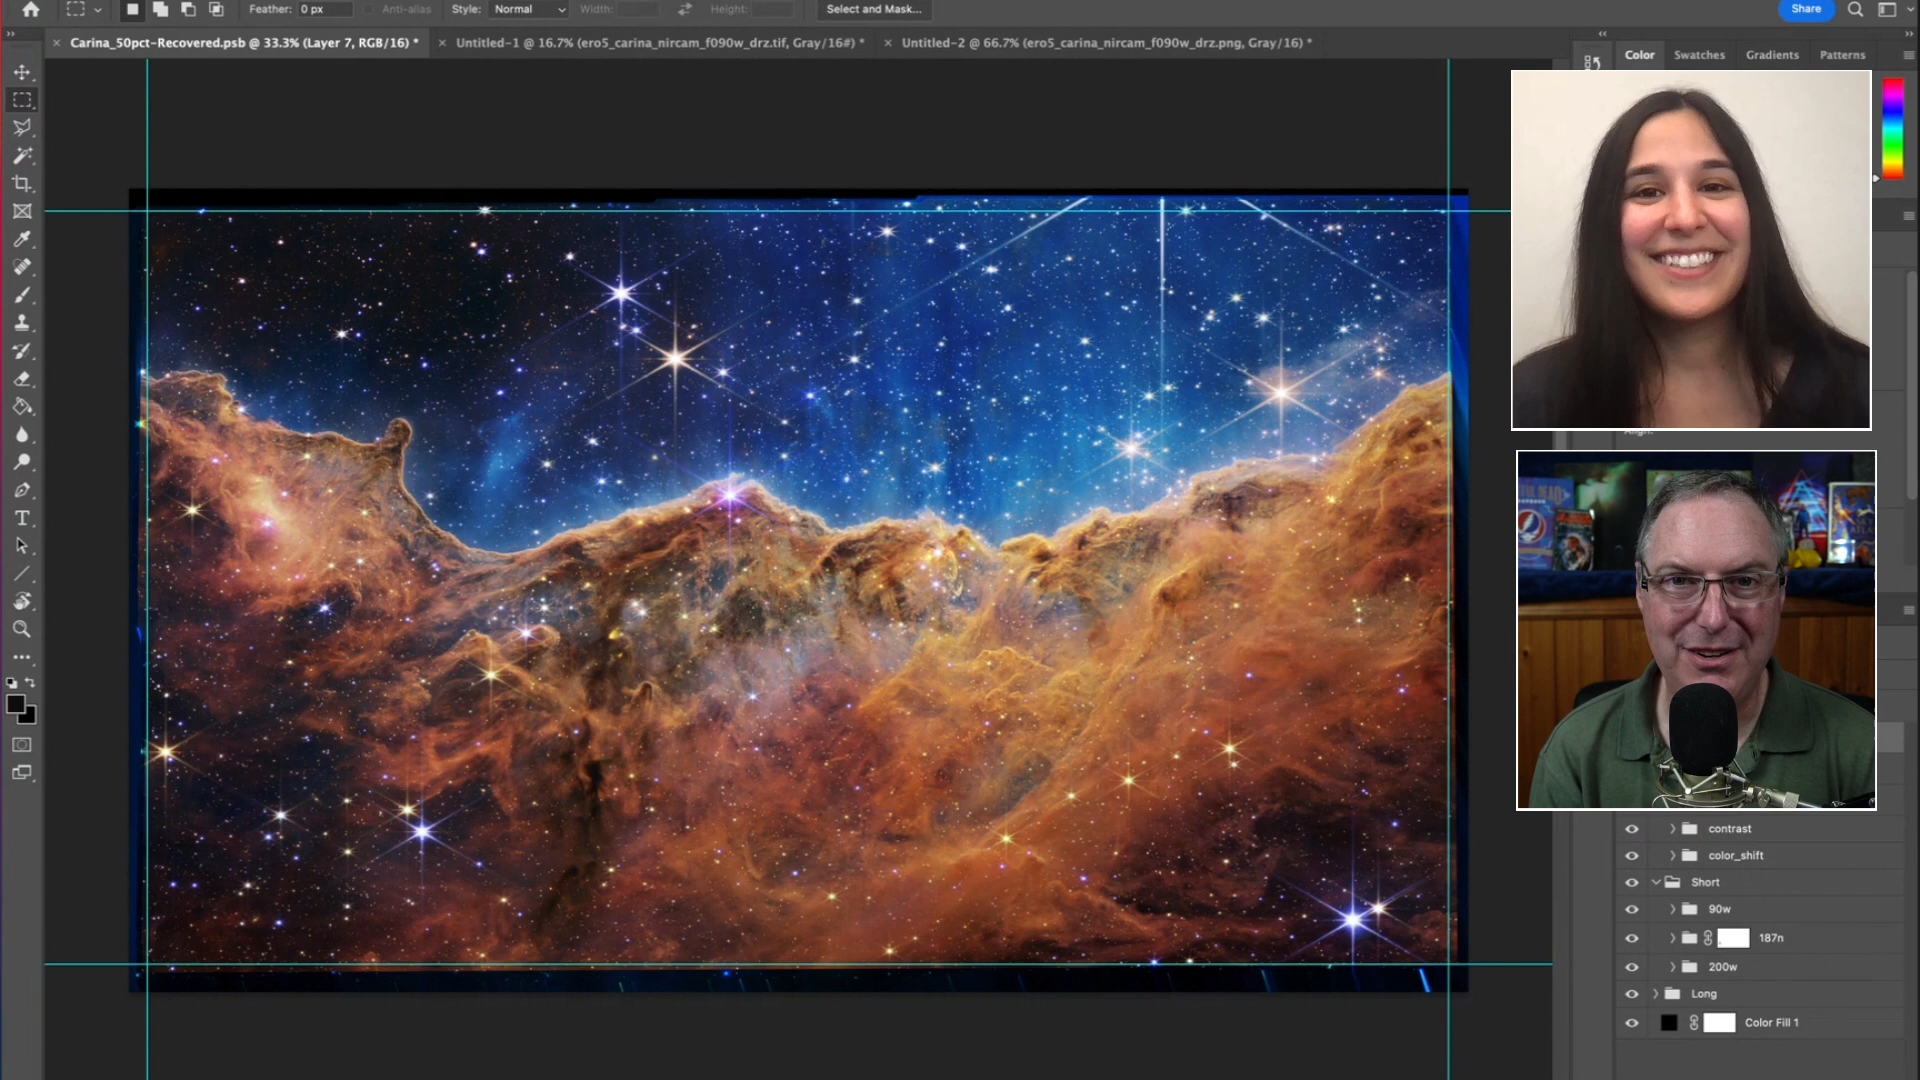 Feather: 0 px Anti-alias Style: Normal Width: Height: Select and Mask... Share
Carina_50pct-Recovered.psb @ 33.3% (Layer 7, RGB/16) * Untitled-1 @ 16.7% (ero5_carina_nircam_f090w_drz.tif, Gray/16#) * Untitled-2 @ 66.7% (ero5_carina_nircam_f090w_drz.png, Gray/16) *
Color Swatches Gradients Patterns
contrast
color_shift
Short
90w
187n
200w
Long
Color Fill 1